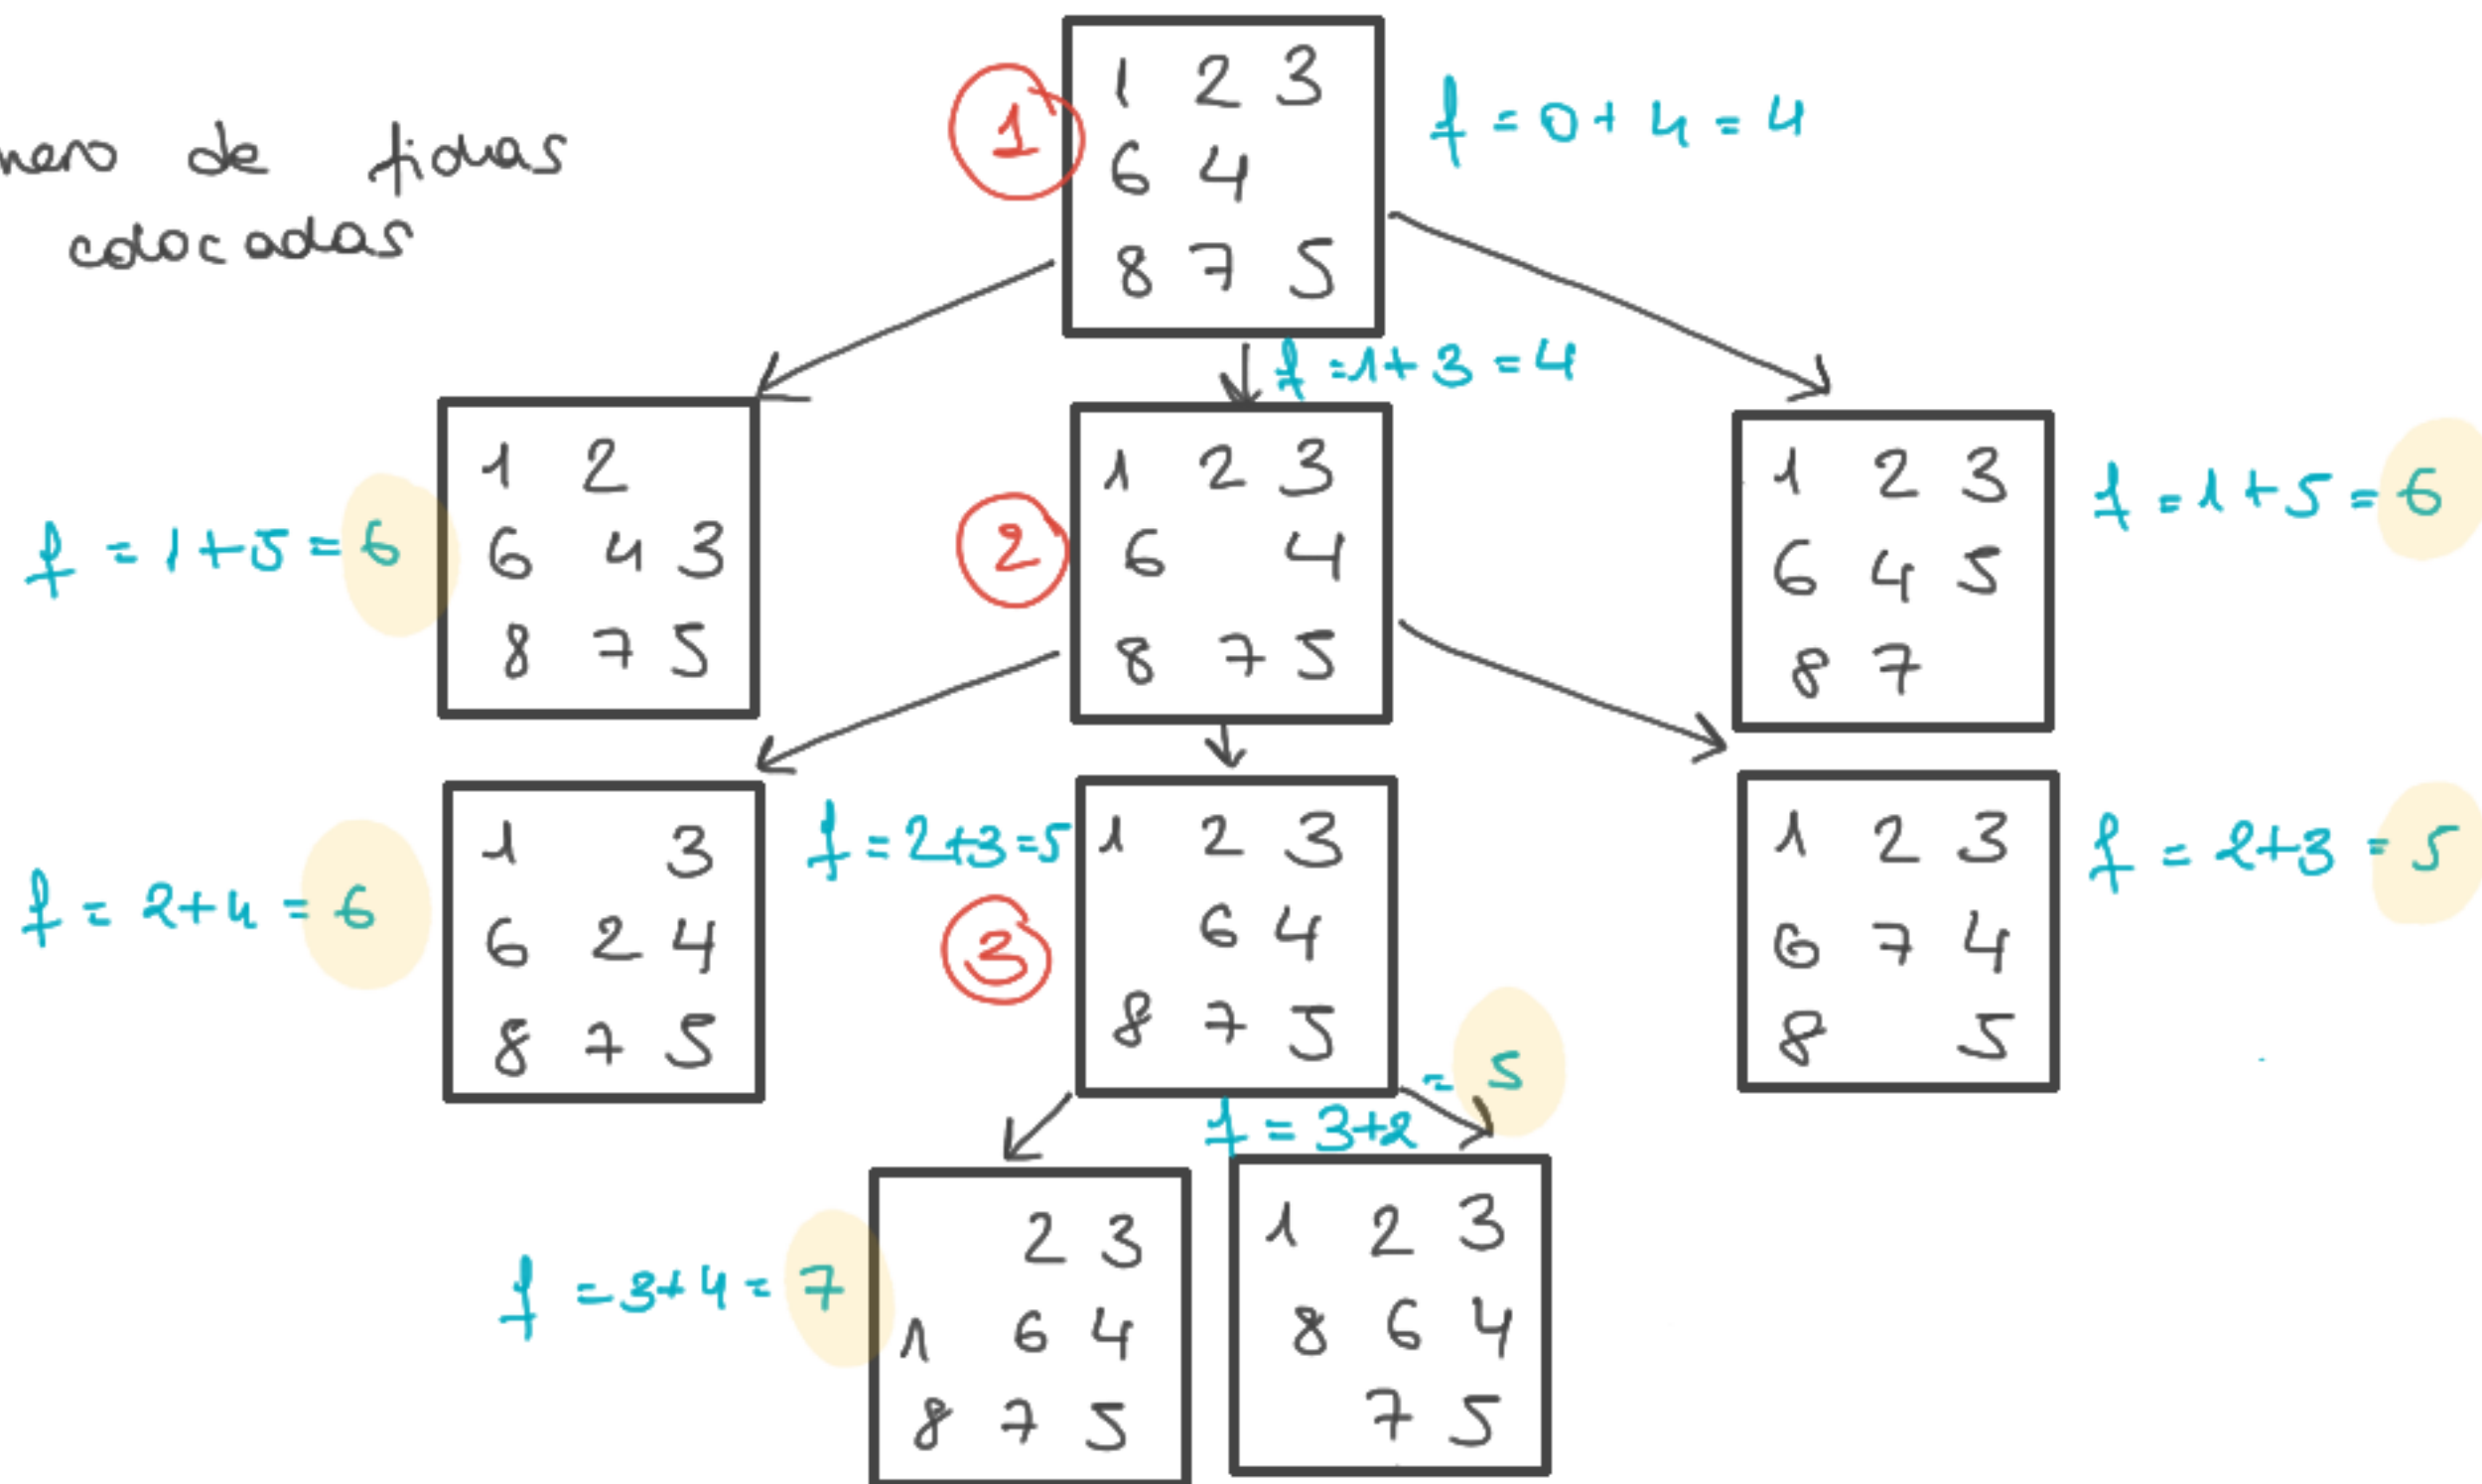 de fichas
colocadas
1
1 2 3
6 4
8 7 5
f = 0 + 4 = 4
f = 1 + 5 = 6
1 2
6 4 3
8 7 5
f = 1 + 3 = 4
2
1 2 3
6 4
8 7 5
1 2 3
6 4 5
8 7
f = 1 + 5 = 6
f = 2 + 4 = 6
1 3
6 2 4
8 7 5
f = 2+3 = 5
3
1 2 3
6 4
8 7 5
1 2 3
6 7 4
8 5
f = 2+3 = 5
f = 3+4 = 7
2 3
1 6 4
8 7 5
f = 3+2 = 5
1 2 3
8 6 4
7 5